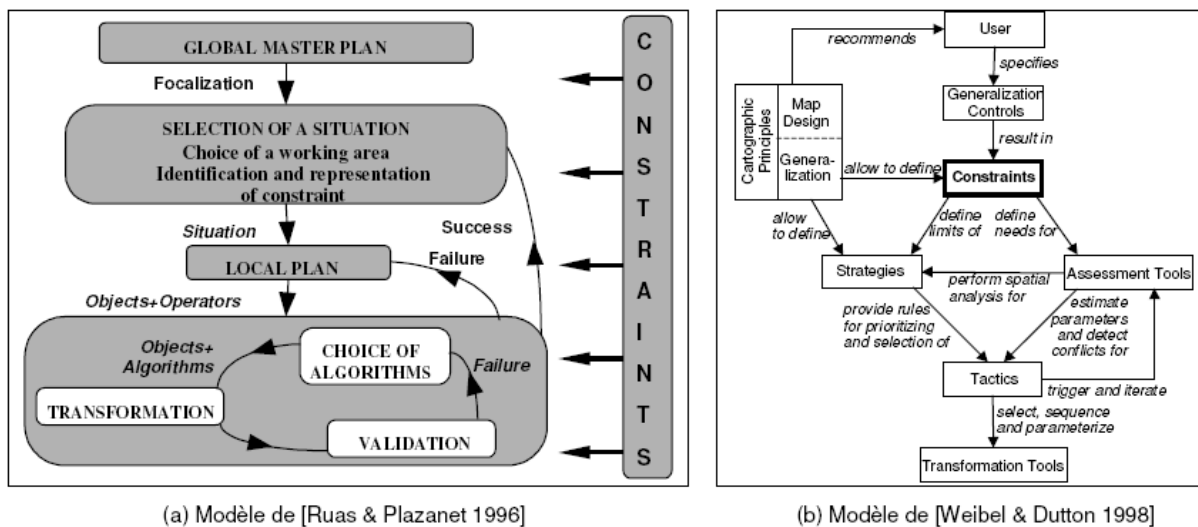 GLOBAL MASTER PLAN
Focalization
SELECTION OF A SITUATION
Choice of a working area
Identification and representation
of constraint
Situation
Success
Failure
LOCAL PLAN
Objects+Operators
Objects+
Algorithms
CHOICE OF
ALGORITHMS
Failure
TRANSFORMATION
VALIDATION
C
O
N
S
T
R
A
I
N
T
S
(a) Modèle de [Ruas & Plazanet 1996]
recommends
User
specifies
Cartographic
Principles
Map
Design
Genera-
lization
Generalization
Controls
result in
allow to define
Constraints
allow
to define
define
limits of
define
needs for
Strategies
perform spatial
analysis for
Assessment Tools
provide rules
for prioritizing
and selection of
estimate
parameters
and detect
conflicts for
Tactics
trigger and iterate
select, sequence
and parameterize
Transformation Tools
(b) Modèle de [Weibel & Dutton 1998]